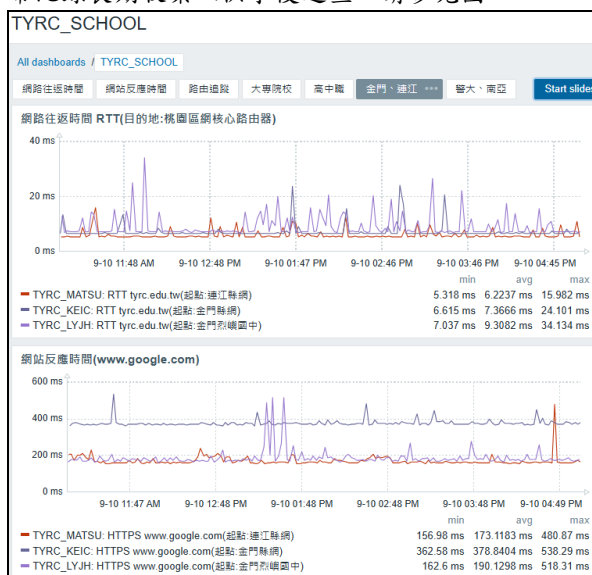 TYRC_SCHOOL
All dashboards / TYRC_SCHOOL
網路往返時間 網站反應時間 路由追蹤 大專院校 高中職 金門、連江 警大、南亞 Start slides
網路往返時間 RTT(目的地:桃園區網核心路由器)
40 ms
20 ms
0 ms
9-10 11:48 AM 9-10 12:48 PM 9-10 01:47 PM 9-10 02:46 PM 9-10 03:46 PM 9-10 04:45 PM
min avg max
TYRC_MATSU: RTT tyrc.edu.tw(起點:連江縣網) 5.318 ms 6.2237 ms 15.982 ms
TYRC_KEIC: RTT tyrc.edu.tw(起點:金門縣網) 6.615 ms 7.3666 ms 24.101 ms
TYRC_LYJH: RTT tyrc.edu.tw(起點:金門烈嶼國中) 7.037 ms 9.3082 ms 34.134 ms
網站反應時間(www.google.com)
600 ms
400 ms
200 ms
0 ms
9-10 11:47 AM 9-10 12:48 PM 9-10 01:48 PM 9-10 02:48 PM 9-10 03:48 PM 9-10 04:49 PM
min avg max
TYRC_MATSU: HTTPS www.google.com(起點:連江縣網) 156.98 ms 173.1183 ms 480.87 ms
TYRC_KEIC: HTTPS www.google.com(起點:金門縣網) 362.58 ms 378.8404 ms 538.29 ms
TYRC_LYJH: HTTPS www.google.com(起點:金門烈嶼國中) 162.6 ms 190.1298 ms 518.31 ms